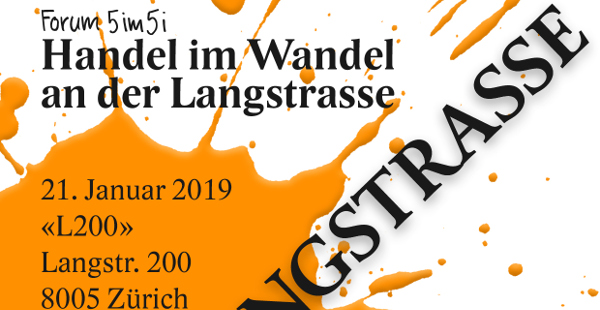 Forum 5im5i
Handel im Wandel
an der Langstrasse
21. Januar 2019
«L200»
Langstr. 200
8005 Zürich
NGSTRASSE